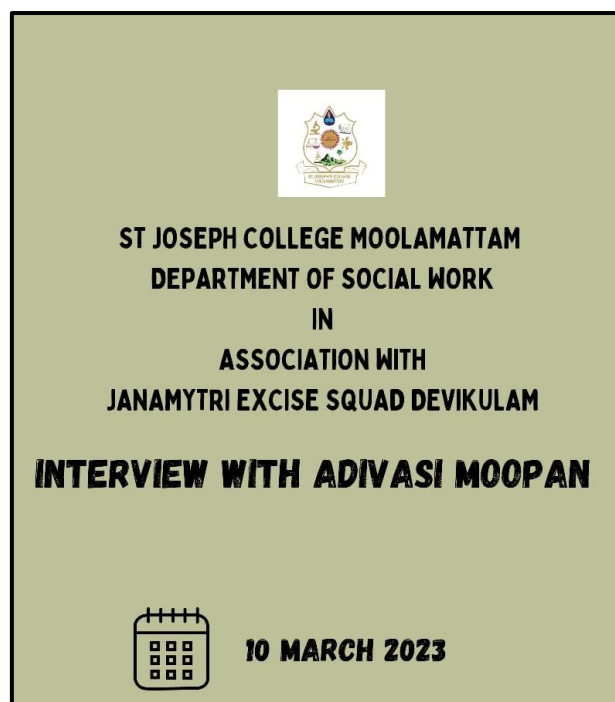 ST JOSEPH COLLEGE MOOLAMATTAM
DEPARTMENT OF SOCIAL WORK
IN
ASSOCIATION WITH
JANAMYTRI EXCISE SQUAD DEVIKULAM
INTERVIEW WITH ADIVASI MOOPAN
10 MARCH 2023